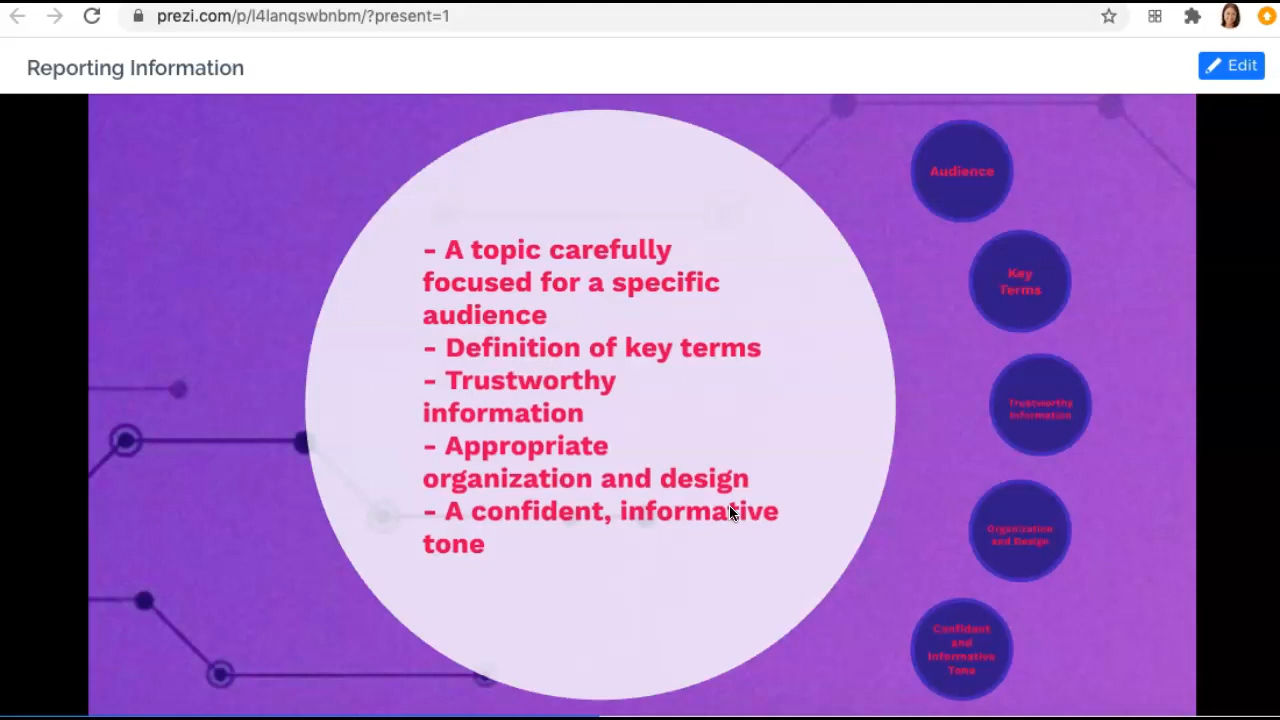 prezi.com/p/l4lanqswbnbm/?present=1
Reporting Information
Edit
- A topic carefully
focused for a specific
audience
- Definition of key terms
- Trustworthy
information
- Appropriate
organization and design
- A confident, informative
tone
Audience
Key
Terms
Trustworthy
Information
Organization
and Design
Confident
and
Informative
Tone